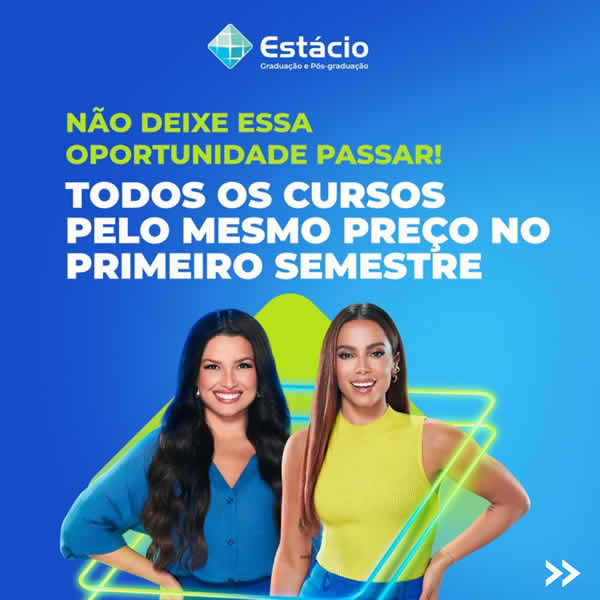 Estácio
Graduação e Pós-graduação
NÃO DEIXE ESSA
OPORTUNIDADE PASSAR!
TODOS OS CURSOS
PELO MESMO PREÇO NO
PRIMEIRO SEMESTRE